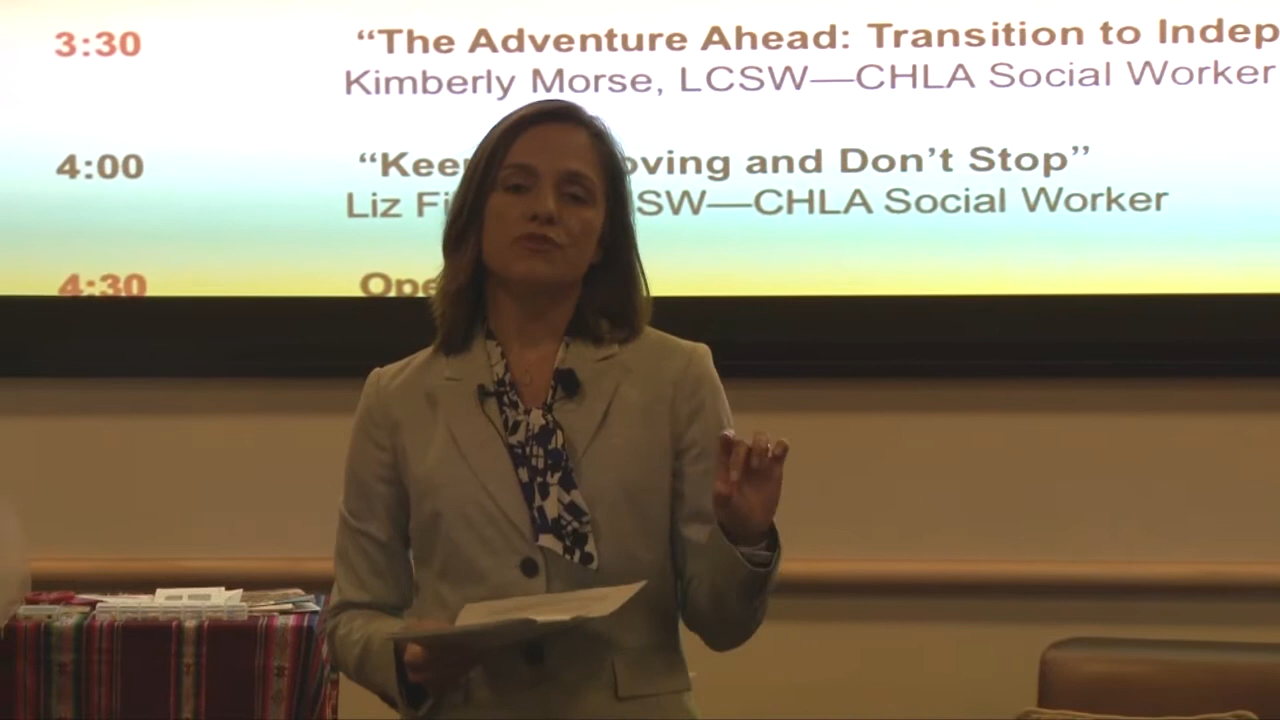 3:30
“The Adventure Ahead: Transition to Indep
Kimberly Morse, LCSW—CHLA Social Worker
4:00
“Kee oving and Don’t Stop”
Liz Fi SW—CHLA Social Worker
4:30
Ope